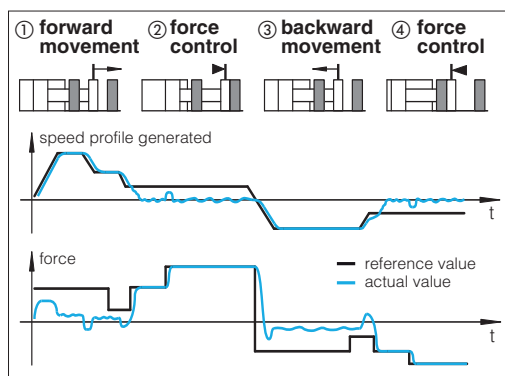 ① forward movement
② force control
③ backward movement
④ force control
speed profile generated
t
force
reference value
actual value
t